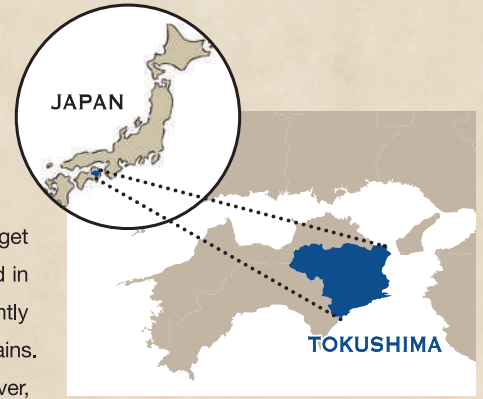 JAPAN
get
d in
ntly
ains.
ver,
TOKUSHIMA